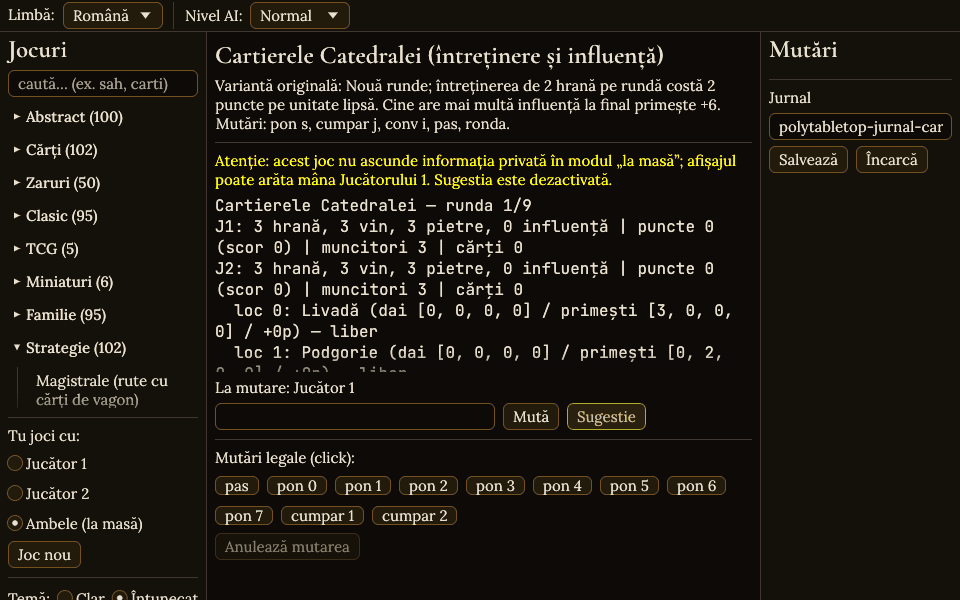 Limbă: Română ▼ Nivel AI: Normal ▼
Jocuri
caută... (ex. sah, carti)
▸ Abstract (100)
▸ Cărți (102)
▸ Zaruri (50)
▸ Clasic (95)
▸ TCG (5)
▸ Miniaturi (6)
▸ Familie (95)
▾ Strategie (102)
Magistrale (rute cu
cărți de vagon)
Tu joci cu:
Jucător 1
Jucător 2
Ambele (la masă)
Joc nou
Temă: Clar Întunecat
Cartierele Catedralei (întreținere și influență)
Variantă originală: Nouă runde; întreținerea de 2 hrană pe rundă costă 2
puncte pe unitate lipsă. Cine are mai multă influență la final primește +6.
Mutări: pon s, cumpar j, conv i, pas, ronda.
Atenție: acest joc nu ascunde informația privată în modul „la masă”; afișajul
poate arăta mâna Jucătorului 1. Sugestia este dezactivată.
Cartierele Catedralei — runda 1/9
J1: 3 hrană, 3 vin, 3 pietre, 0 influență | puncte 0
(scor 0) | muncitori 3 | cărți 0
J2: 3 hrană, 3 vin, 3 pietre, 0 influență | puncte 0
(scor 0) | muncitori 3 | cărți 0
loc 0: Livadă (dai [0, 0, 0, 0] / primești [3, 0, 0,
0] / +0p) — liber
loc 1: Podgorie (dai [0, 0, 0, 0] / primești [0, 2,
0, 0] / +0p) — liber
La mutare: Jucător 1
Mută Sugestie
Mutări legale (click):
pas pon 0 pon 1 pon 2 pon 3 pon 4 pon 5 pon 6
pon 7 cumpar 1 cumpar 2
Anulează mutarea
Mutări
Jurnal
polytabletop-jurnal-car
Salvează Încarcă